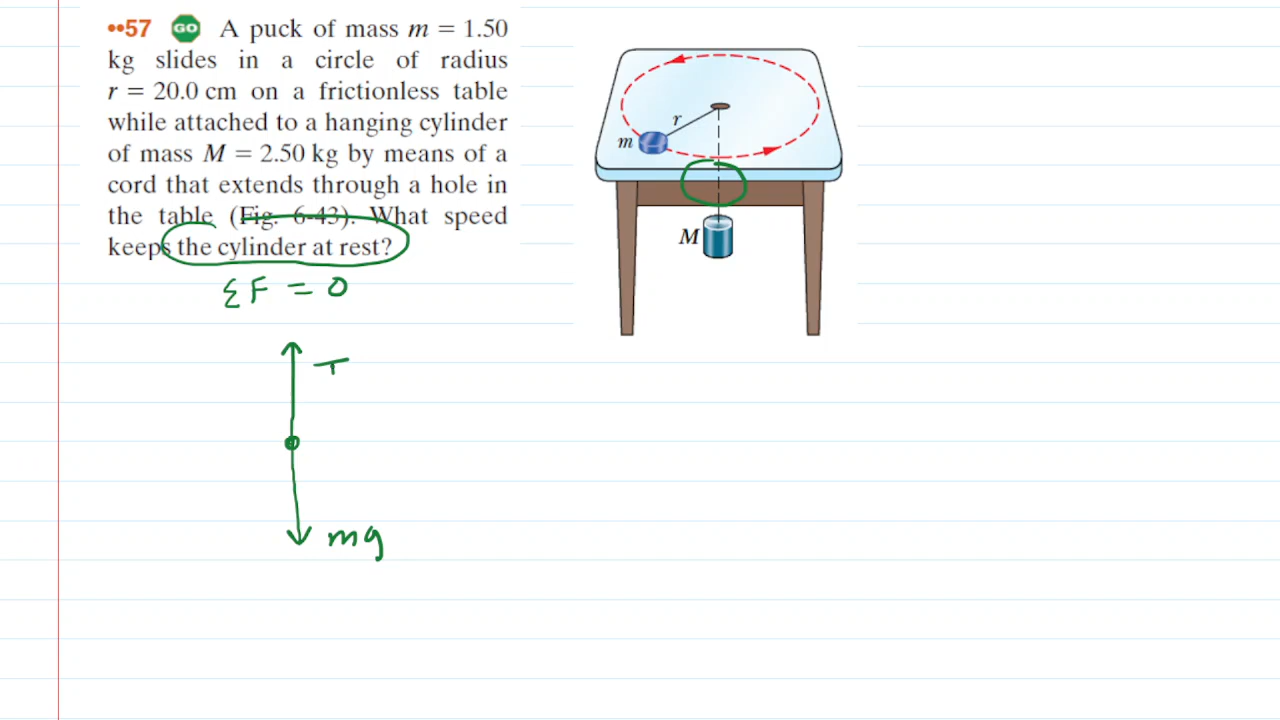 ••57 GO A puck of mass m = 1.50
kg slides in a circle of radius
r = 20.0 cm on a frictionless table
while attached to a hanging cylinder
of mass M = 2.50 kg by means of a
cord that extends through a hole in
the table (Fig. 6-43). What speed
keeps the cylinder at rest?
m
r
M
ΣF = 0
T
mg